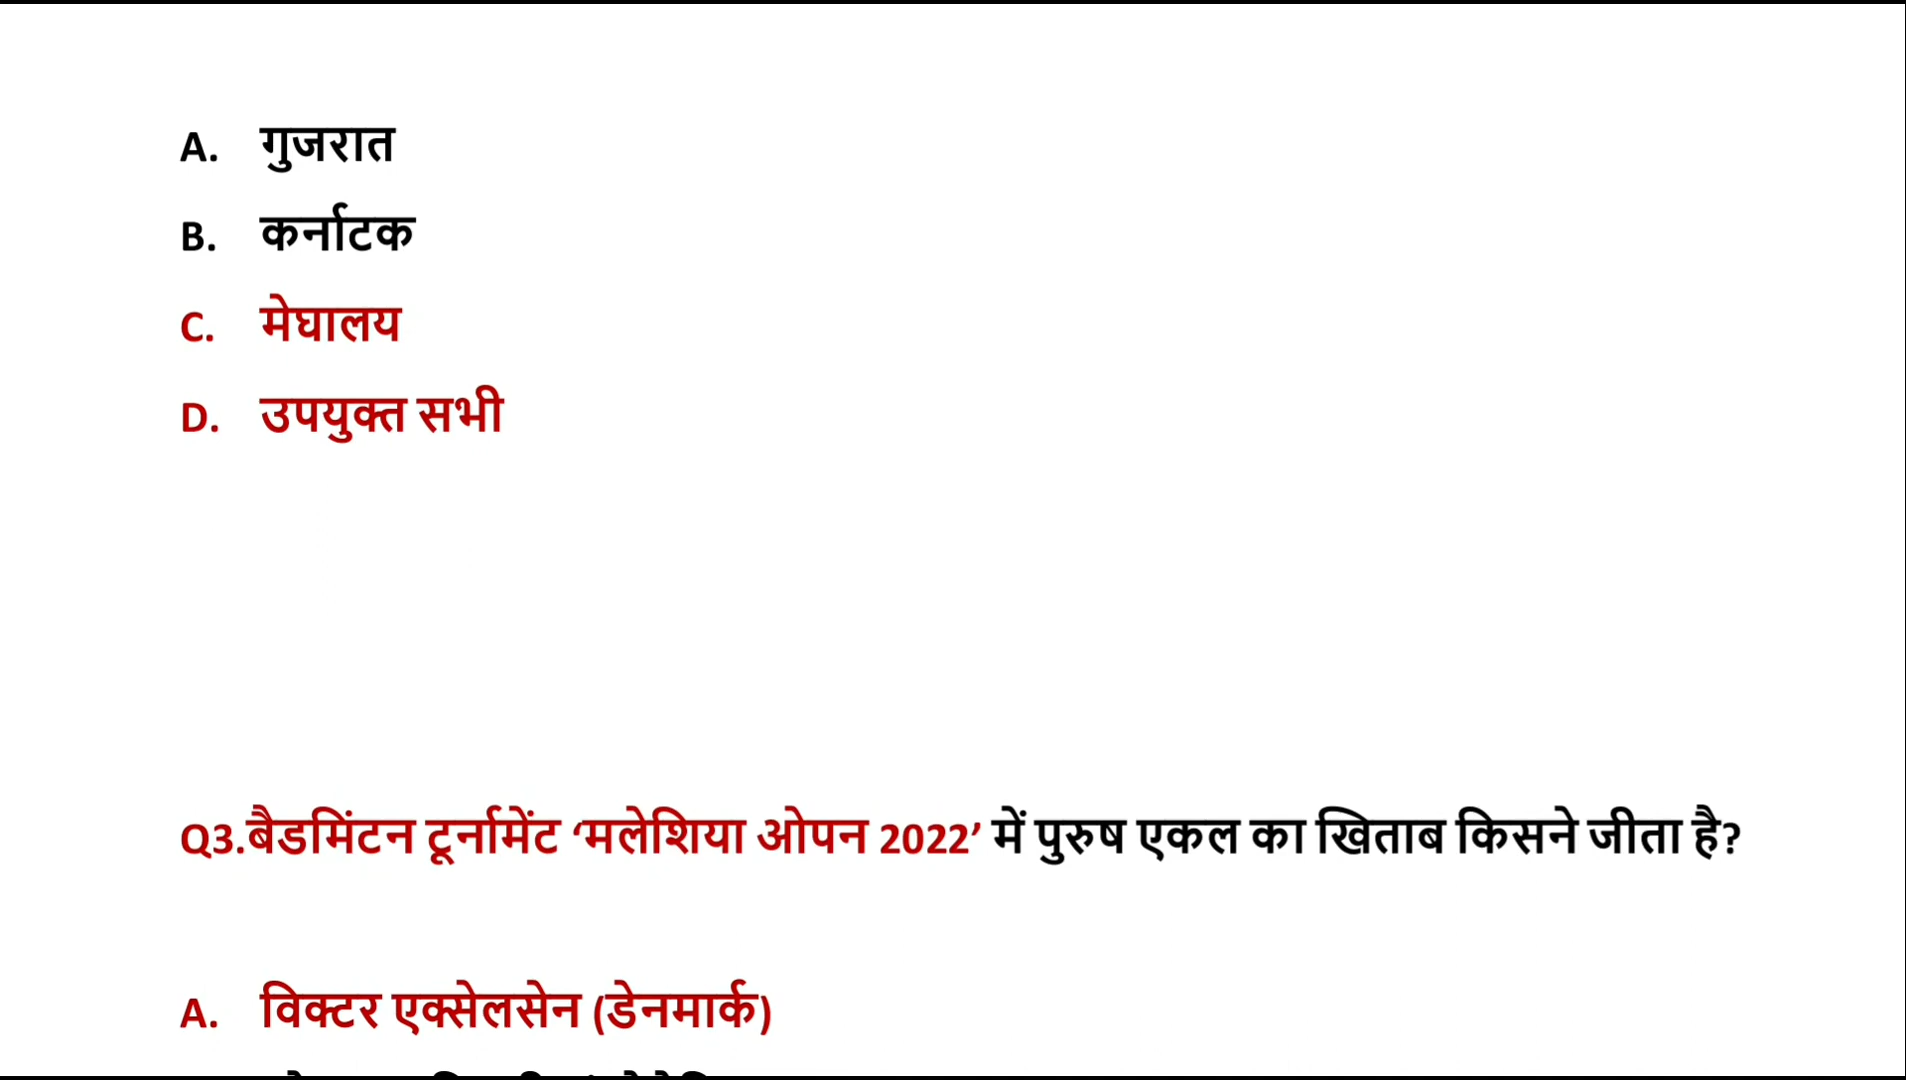 A. गुजरात
B. कर्नाटक
C. मेघालय
D. उपयुक्त सभी
Q3.बैडमिंटन टूर्नामेंट ‘मलेशिया ओपन 2022’ में पुरुष एकल का खिताब किसने जीता है?
A. विक्टर एक्सेलसेन (डेनमार्क)